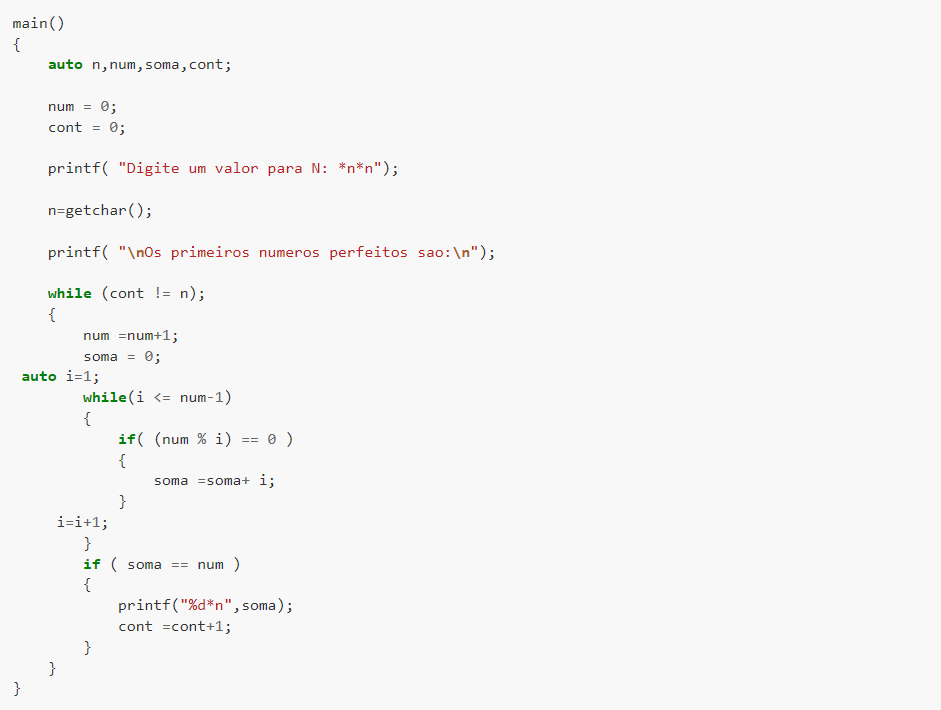 main()
{
    auto n,num,soma,cont;

    num = 0;
    cont = 0;

    printf( "Digite um valor para N: *n*n");

    n=getchar();

    printf( "\nOs primeiros numeros perfeitos sao:\n");

    while (cont != n);
    {
        num =num+1;
        soma = 0;
 auto i=1;
        while(i <= num-1)
        {
            if( (num % i) == 0 )
            {
                soma =soma+ i;
            }
     i=i+1;
        }
        if ( soma == num )
        {
            printf("%d*n",soma);
            cont =cont+1;
        }
    }
}